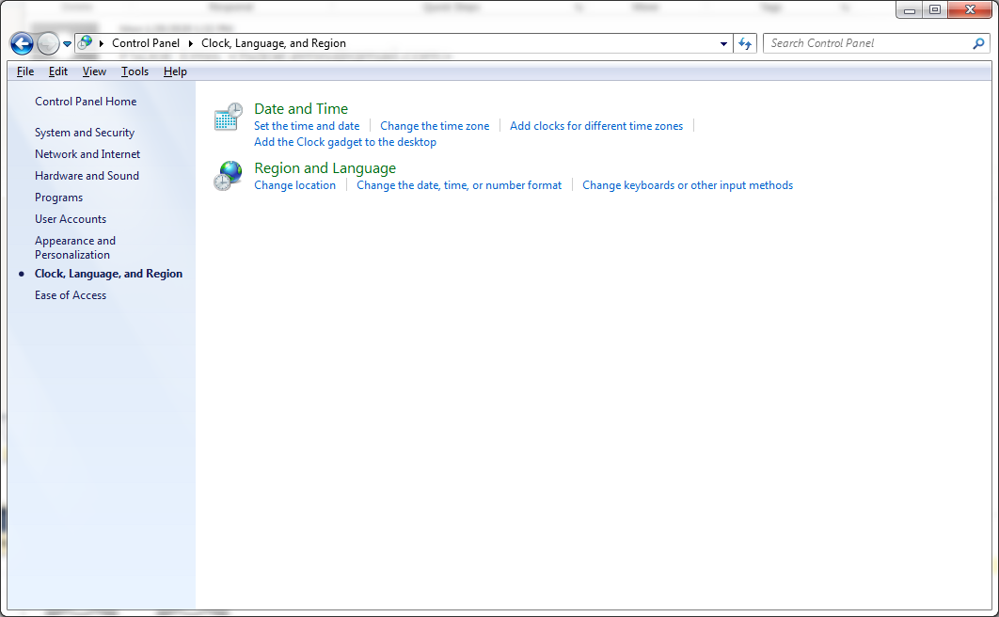 Control Panel Clock, Language, and Region Search Control Panel
File Edit View Tools Help
Control Panel Home
System and Security
Network and Internet
Hardware and Sound
Programs
User Accounts
Appearance and
Personalization
Clock, Language, and Region
Ease of Access
Date and Time
Set the time and date Change the time zone Add clocks for different time zones
Add the Clock gadget to the desktop
Region and Language
Change location Change the date, time, or number format Change keyboards or other input methods